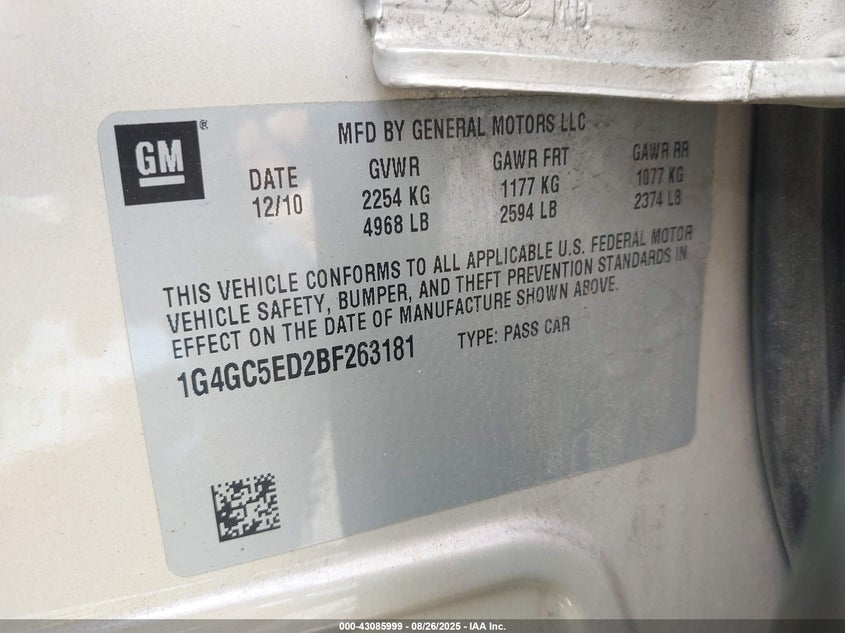 GM®
MFD BY GENERAL MOTORS LLC
DATE GVWR GAWR FRT GAWR RR
12/10 2254 KG 1177 KG 1077 KG
4968 LB 2594 LB 2374 LB
THIS VEHICLE CONFORMS TO ALL APPLICABLE U.S. FEDERAL MOTOR
VEHICLE SAFETY, BUMPER, AND THEFT PREVENTION STANDARDS IN
EFFECT ON THE DATE OF MANUFACTURE SHOWN ABOVE.
1G4GC5ED2BF263181 TYPE: PASS CAR
000-43085999 - 08/26/2025 - IAA Inc.